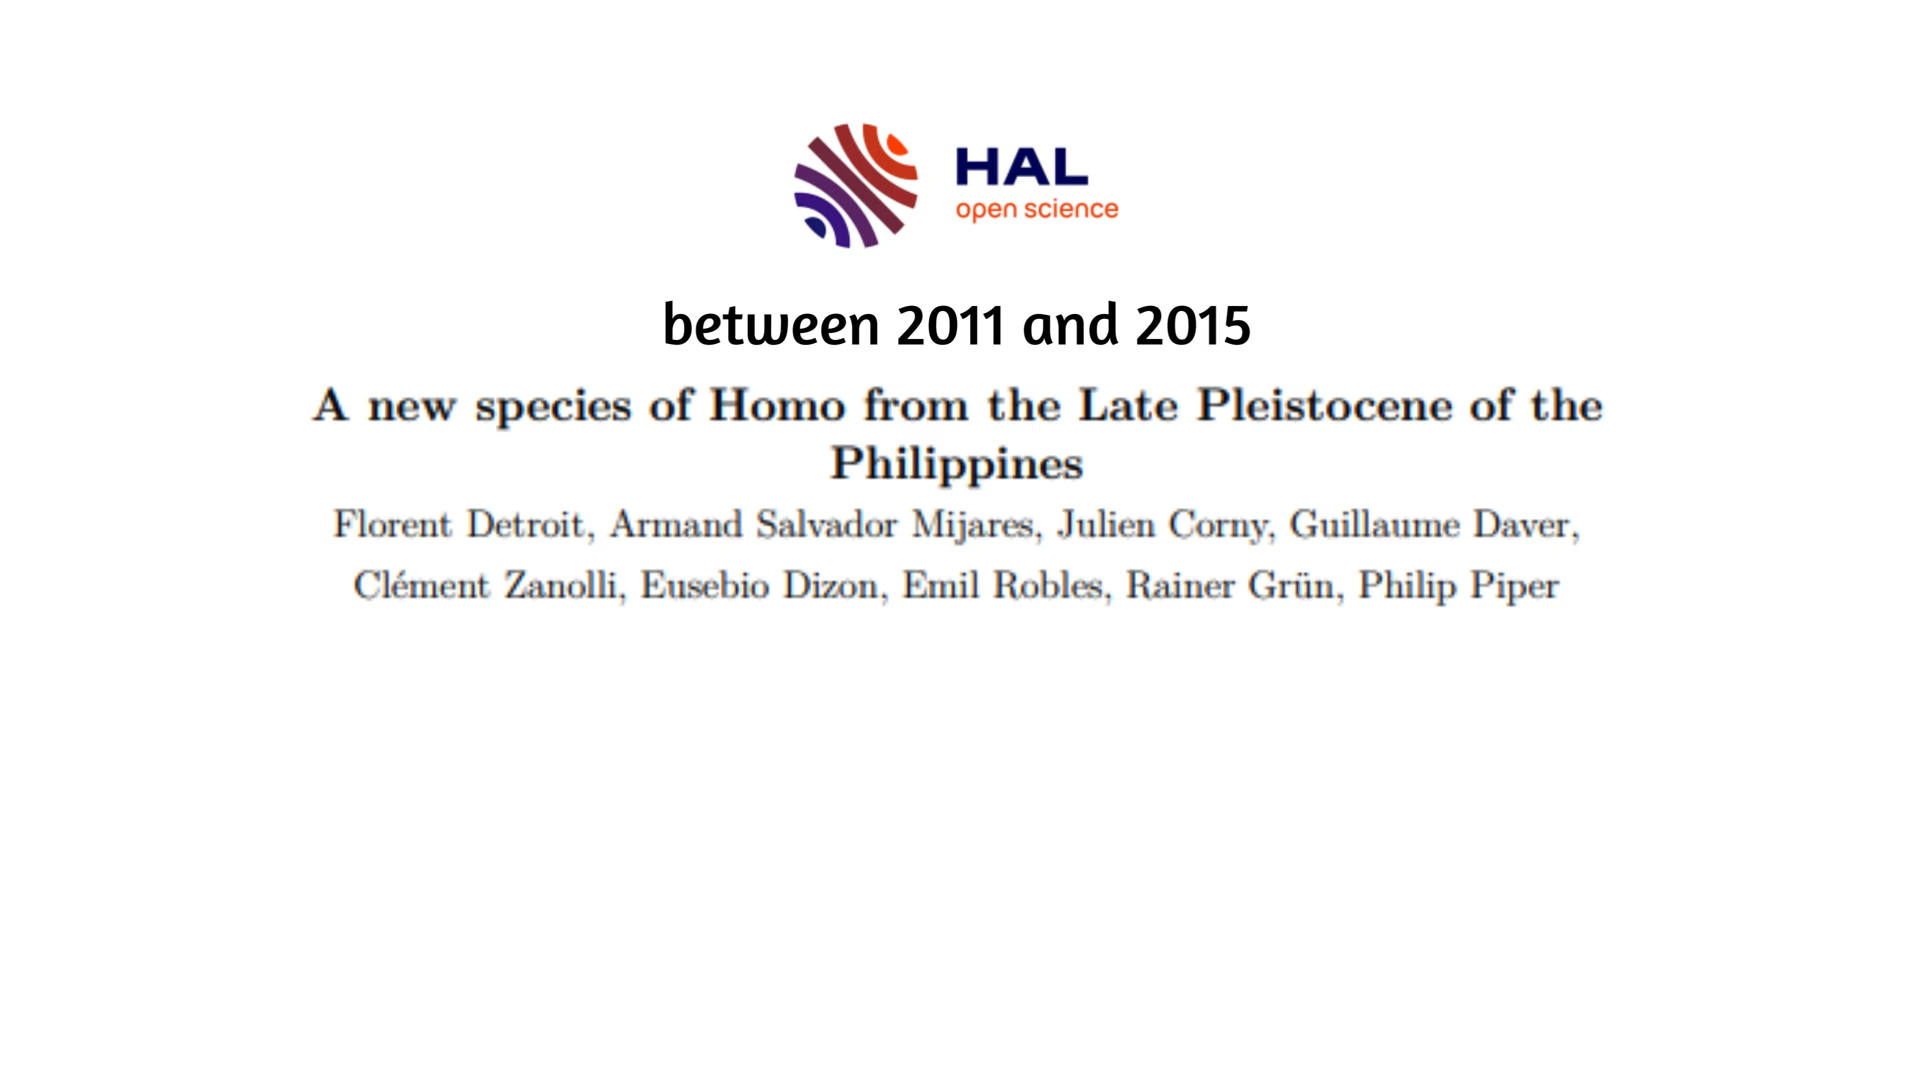 HAL
open science
between 2011 and 2015
A new species of Homo from the Late Pleistocene of the
Philippines
Florent Detroit, Armand Salvador Mijares, Julien Corny, Guillaume Daver,
Clément Zanolli, Eusebio Dizon, Emil Robles, Rainer Grün, Philip Piper